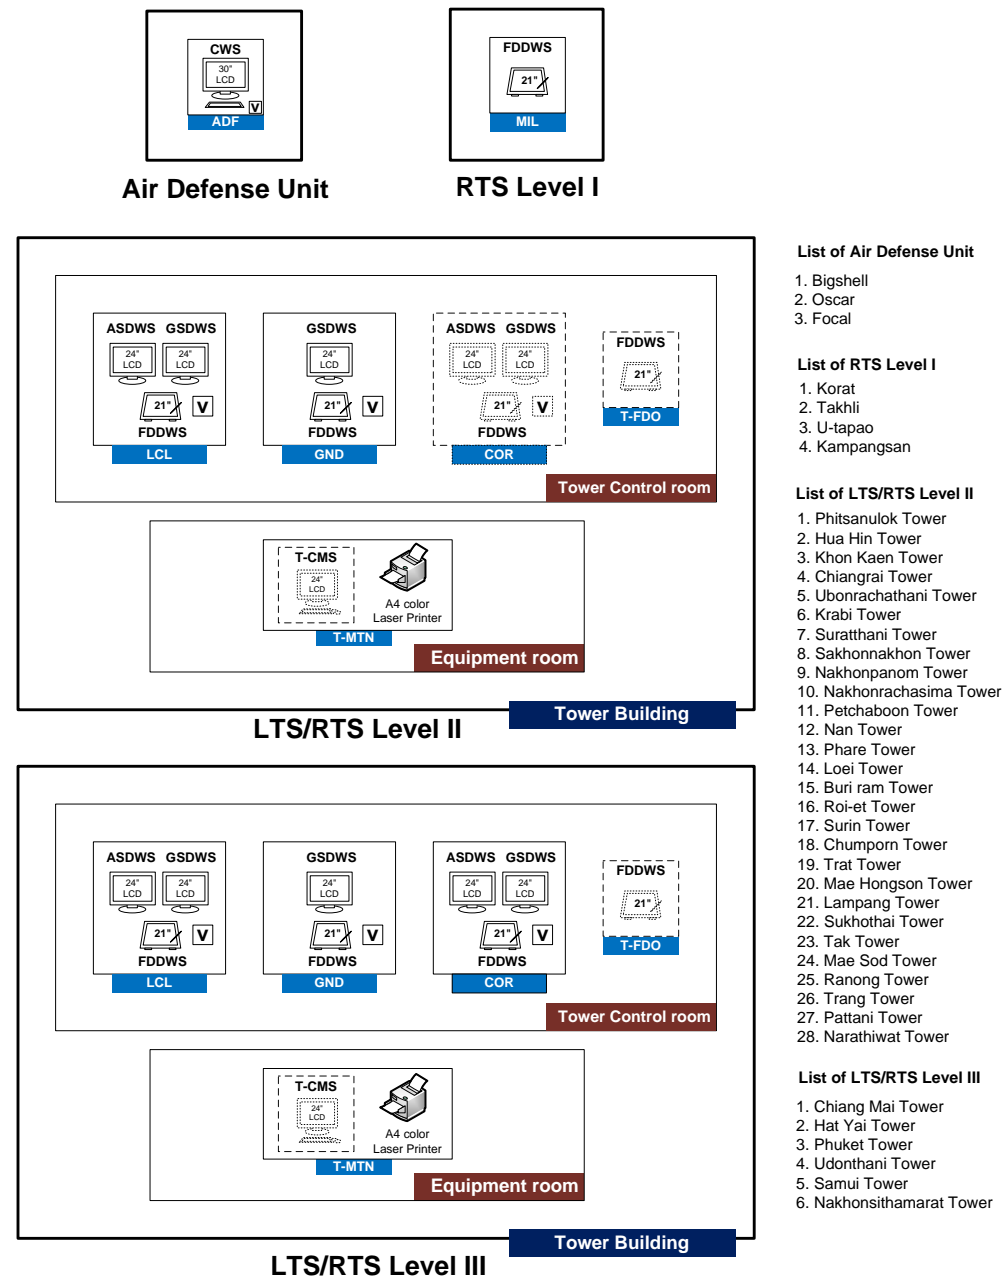 CWS
30"
LCD
V
ADF
Air Defense Unit
FDDWS
21"
MIL
RTS Level I
ASDWS GSDWS
24"
LCD
24"
LCD
21"
V
FDDWS
LCL
GSDWS
24"
LCD
21"
V
FDDWS
GND
ASDWS GSDWS
24"
LCD
24"
LCD
21"
V
FDDWS
COR
FDDWS
21"
T-FDO
Tower Control room
T-CMS
24"
LCD
A4 color
Laser Printer
T-MTN
Equipment room
Tower Building
LTS/RTS Level II
ASDWS GSDWS
24"
LCD
24"
LCD
21"
V
FDDWS
LCL
GSDWS
24"
LCD
21"
V
FDDWS
GND
ASDWS GSDWS
24"
LCD
24"
LCD
21"
V
FDDWS
COR
FDDWS
21"
T-FDO
Tower Control room
T-CMS
24"
LCD
A4 color
Laser Printer
T-MTN
Equipment room
Tower Building
LTS/RTS Level III
List of Air Defense Unit
1. Bigshell
2. Oscar
3. Focal
List of RTS Level I
1. Korat
2. Takhli
3. U-tapao
4. Kampangsan
List of LTS/RTS Level II
1. Phitsanulok Tower
2. Hua Hin Tower
3. Khon Kaen Tower
4. Chiangrai Tower
5. Ubonrachathani Tower
6. Krabi Tower
7. Suratthani Tower
8. Sakhonnakhon Tower
9. Nakhonpanom Tower
10. Nakhonrachasima Tower
11. Petchaboon Tower
12. Nan Tower
13. Phare Tower
14. Loei Tower
15. Buri ram Tower
16. Roi-et Tower
17. Surin Tower
18. Chumporn Tower
19. Trat Tower
20. Mae Hongson Tower
21. Lampang Tower
22. Sukhothai Tower
23. Tak Tower
24. Mae Sod Tower
25. Ranong Tower
26. Trang Tower
27. Pattani Tower
28. Narathiwat Tower
List of LTS/RTS Level III
1. Chiang Mai Tower
2. Hat Yai Tower
3. Phuket Tower
4. Udonthani Tower
5. Samui Tower
6. Nakhonsithamarat Tower